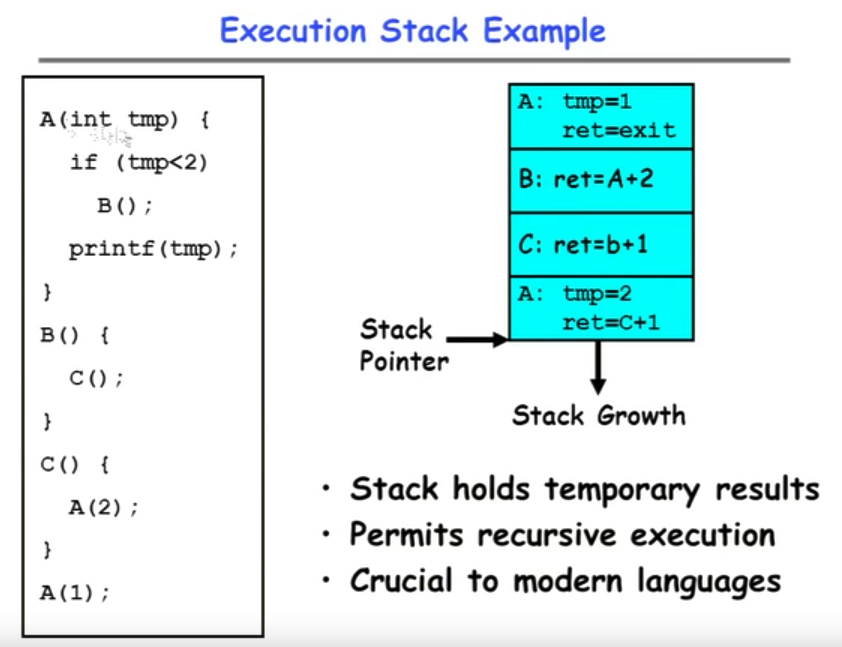 Execution Stack Example
A(int tmp) {
if (tmp<2)
B();
printf(tmp);
}
B() {
C();
}
C() {
A(2);
}
A(1);
A: tmp=1
ret=exit
B: ret=A+2
C: ret=b+1
A: tmp=2
ret=C+1
Stack
Pointer
Stack Growth
· Stack holds temporary results
· Permits recursive execution
· Crucial to modern languages